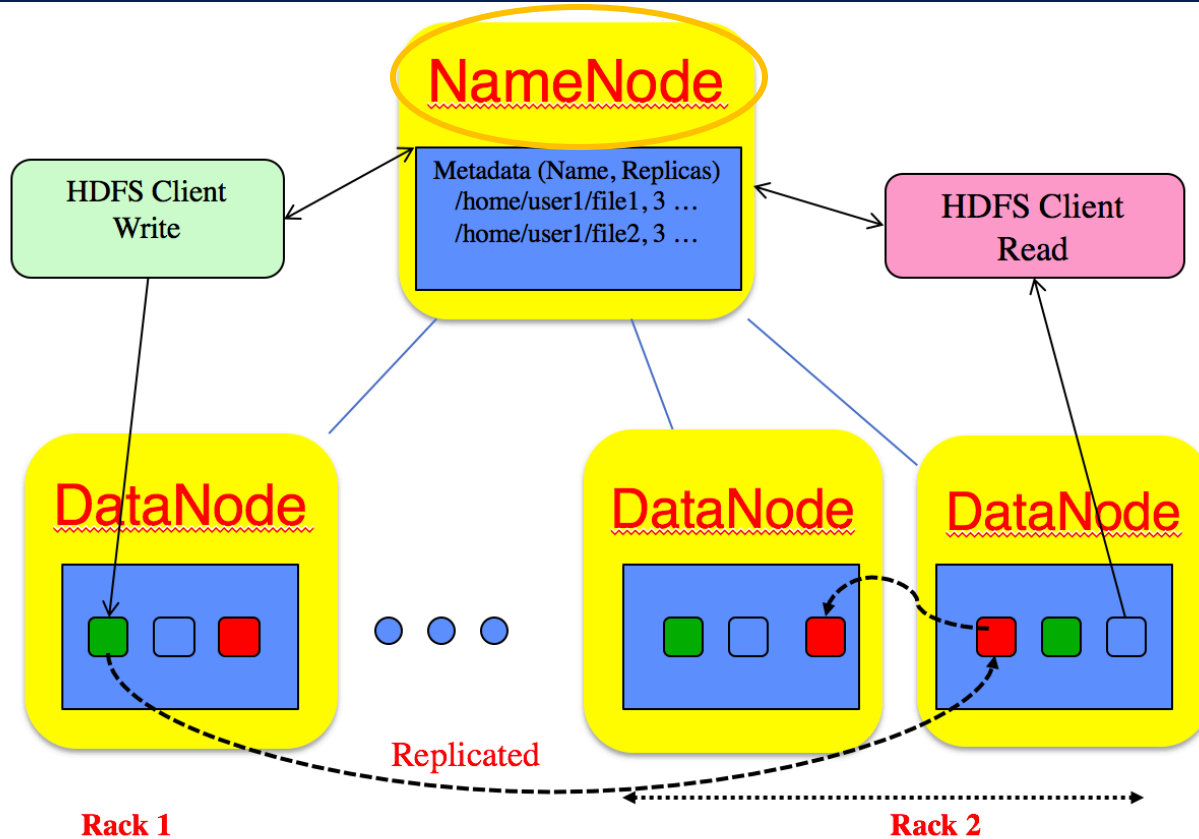 NameNode
Metadata (Name, Replicas)
/home/user1/file1, 3 ...
/home/user1/file2, 3 ...
HDFS Client
Write
HDFS Client
Read
DataNode
DataNode
DataNode
Replicated
Rack 1
Rack 2